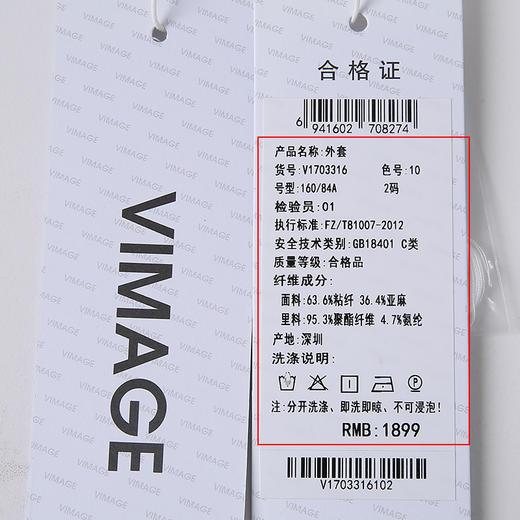 VIMAGE
合格证
6 941602 708274
产品名称:外套
货号:V1703316 色号:10
号型:160/84A 2码
检验员:01
执行标准:FZ/T81007-2012
安全技术类别:GB18401 C类
质量等级:合格品
纤维成分:
面料:63.6%粘纤 36.4%亚麻
里料:95.3%聚酯纤维 4.7%氨纶
产地:深圳
洗涤说明:
注:分开洗涤、即洗即晾、不可浸泡!
RMB:1899
V1703316102